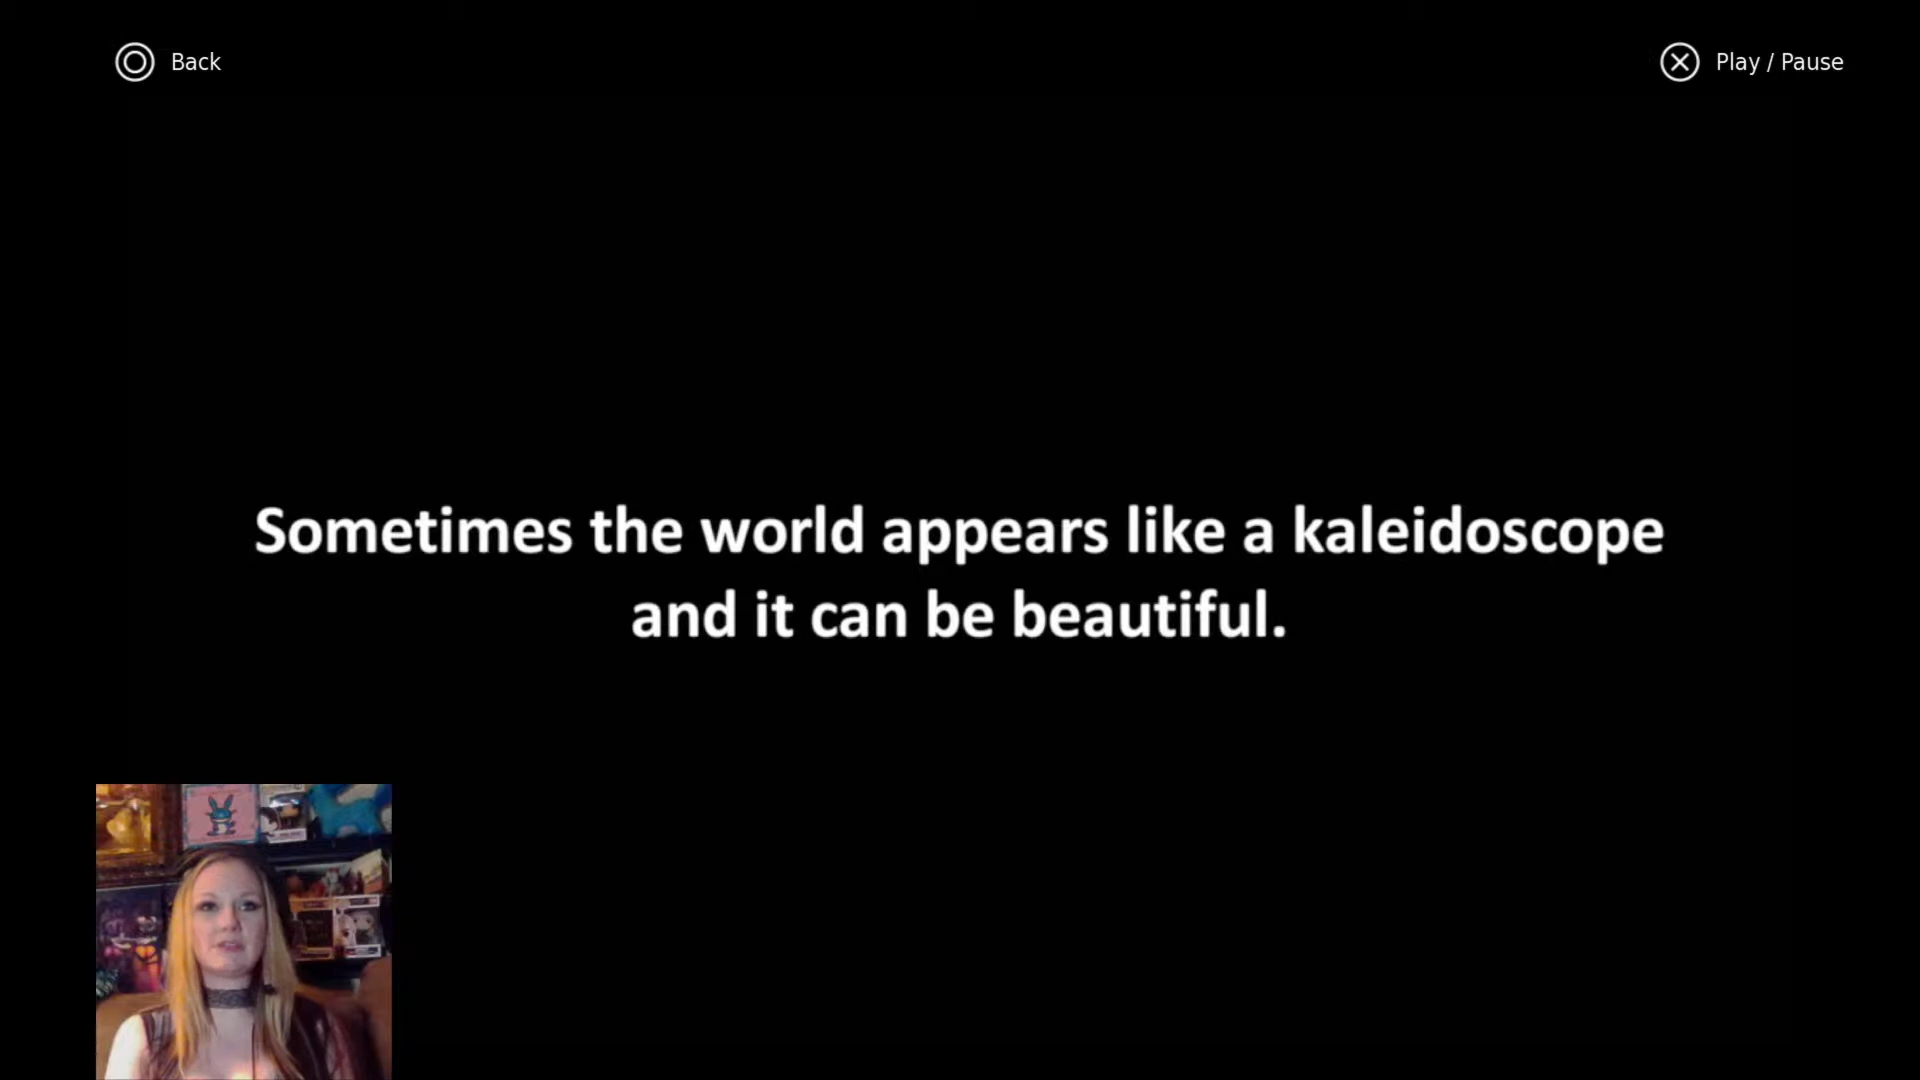 Back
Play / Pause
Sometimes the world appears like a kaleidoscope
and it can be beautiful.